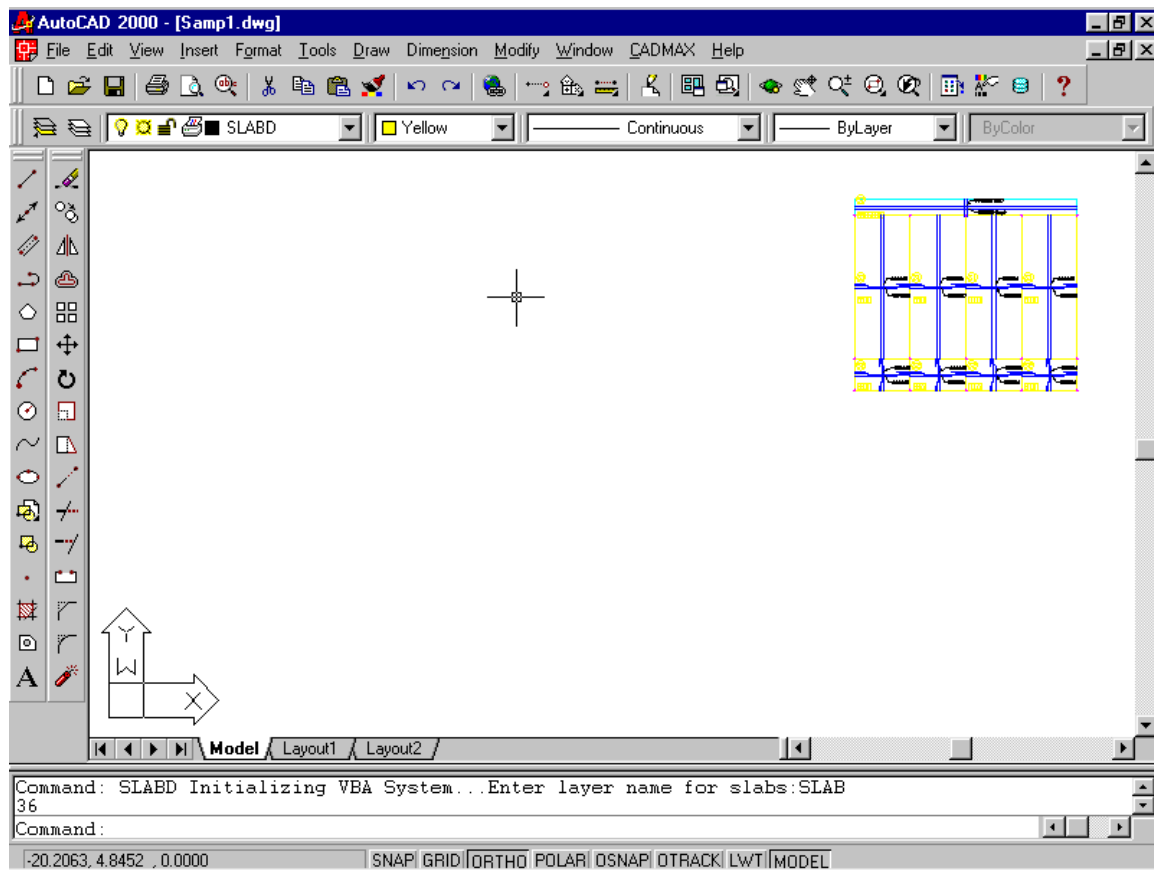 AutoCAD 2000 - [Samp1.dwg]
File Edit View Insert Format Tools Draw Dimension Modify Window CADMAX Help
SLABD Yellow Continuous ByLayer ByColor
A
Y
W
X
Model Layout1 Layout2
Command: SLABD Initializing VBA System...Enter layer name for slabs:SLAB
36
Command:
-20.2063, 4.8452 , 0.0000 SNAP GRID ORTHO POLAR OSNAP OTRACK LWT MODEL